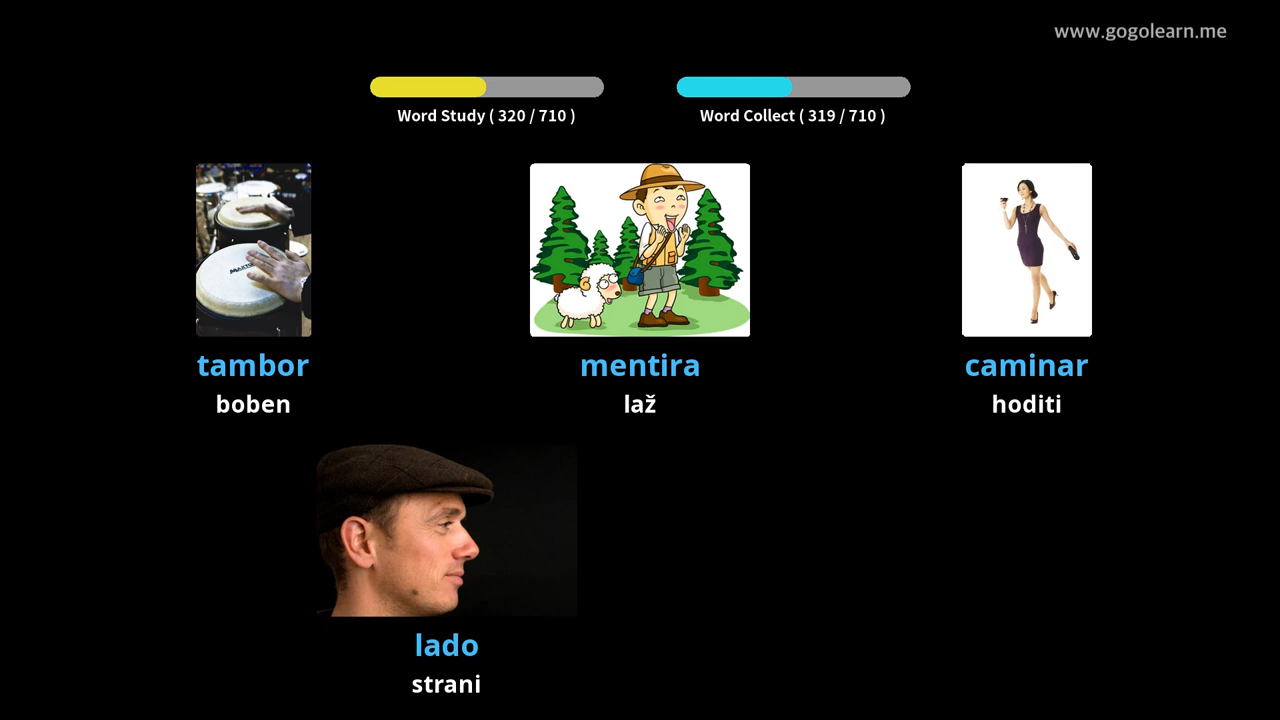 www.gogolearn.me
Word Study ( 320 / 710 )
Word Collect ( 319 / 710 )
tambor
boben
mentira
laž
caminar
hoditi
lado
strani